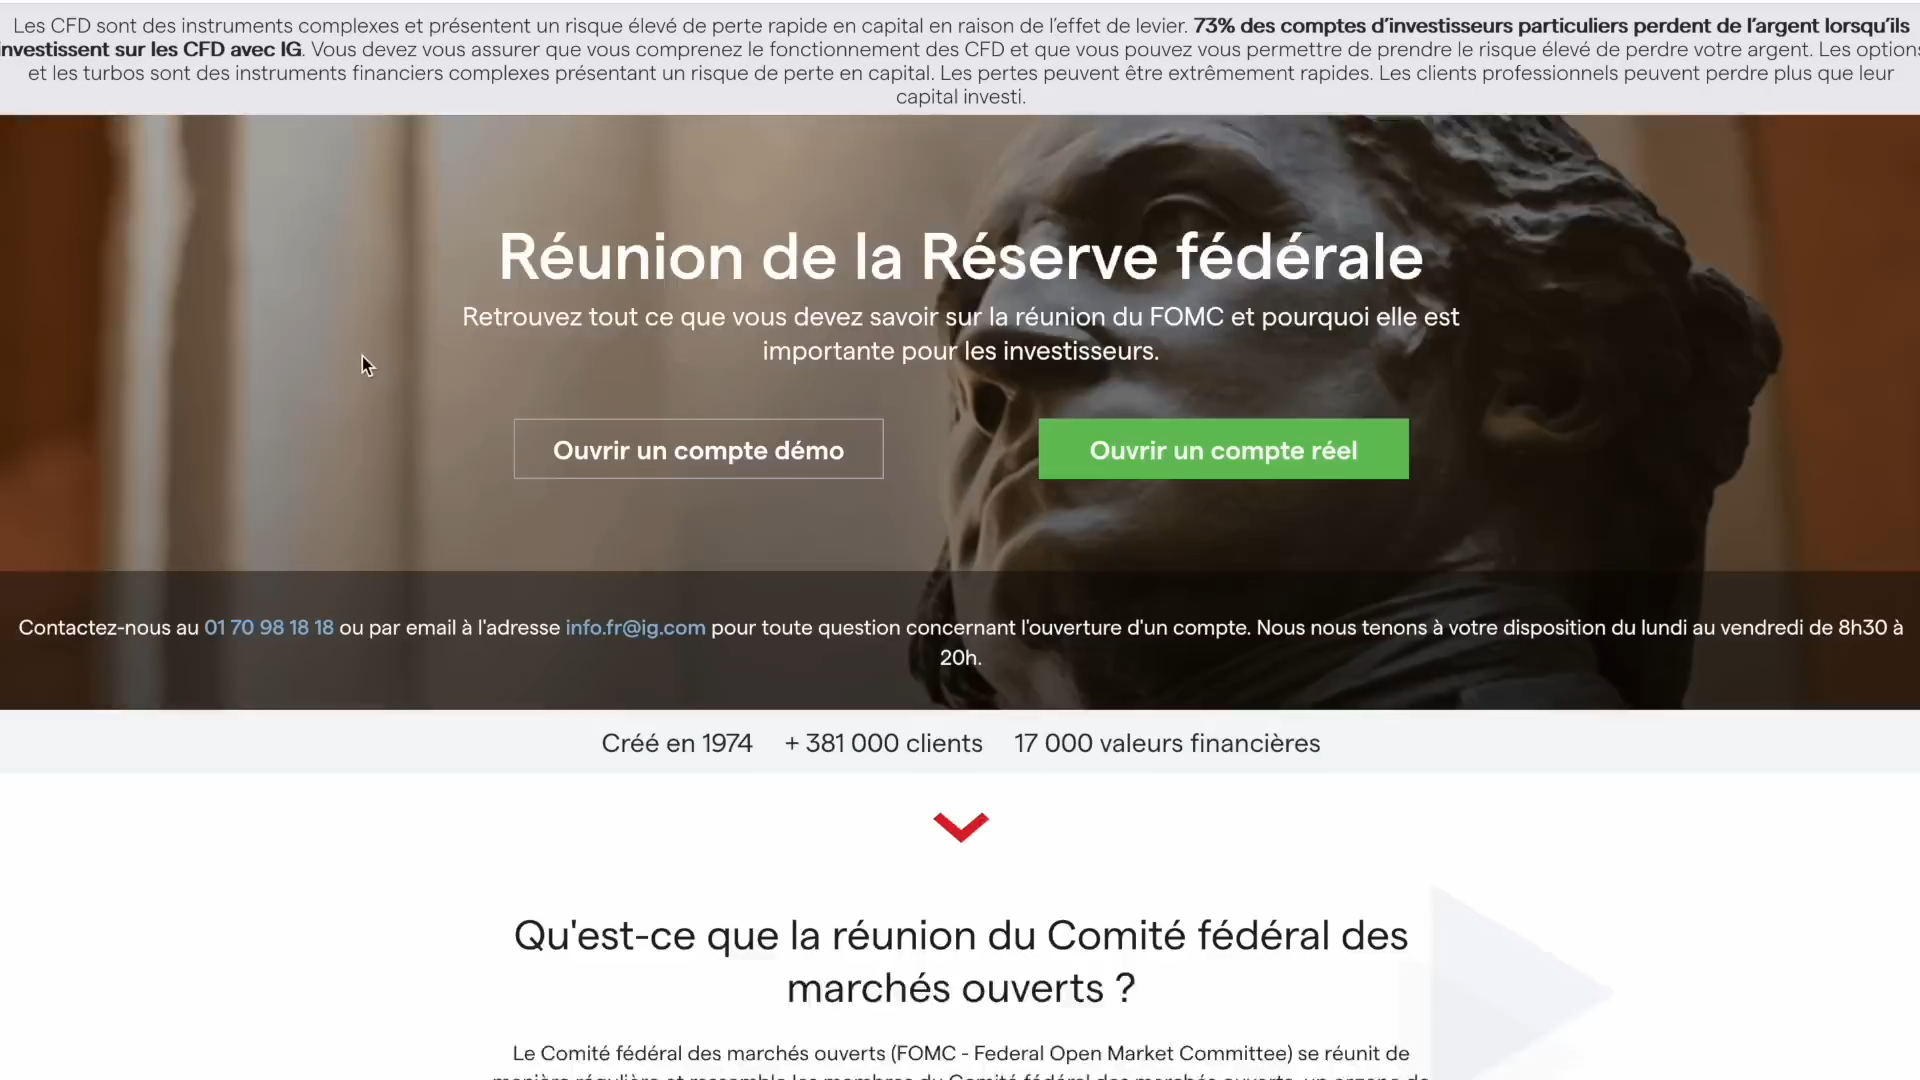 Les CFD sont des instruments complexes et présentent un risque élevé de perte rapide en capital en raison de l’effet de levier. 73% des comptes d’investisseurs particuliers perdent de l’argent lorsqu’ils
investissent sur les CFD avec IG. Vous devez vous assurer que vous comprenez le fonctionnement des CFD et que vous pouvez vous permettre de prendre le risque élevé de perdre votre argent. Les options
et les turbos sont des instruments financiers complexes présentant un risque de perte en capital. Les pertes peuvent être extrêmement rapides. Les clients professionnels peuvent perdre plus que leur
capital investi.
Réunion de la Réserve fédérale
Retrouvez tout ce que vous devez savoir sur la réunion du FOMC et pourquoi elle est
importante pour les investisseurs.
Ouvrir un compte démo
Ouvrir un compte réel
Contactez-nous au 01 70 98 18 18 ou par email à l'adresse info.fr@ig.com pour toute question concernant l'ouverture d'un compte. Nous nous tenons à votre disposition du lundi au vendredi de 8h30 à
20h.
Créé en 1974 + 381 000 clients 17 000 valeurs financières
Qu'est-ce que la réunion du Comité fédéral des
marchés ouverts ?
Le Comité fédéral des marchés ouverts (FOMC - Federal Open Market Committee) se réunit de